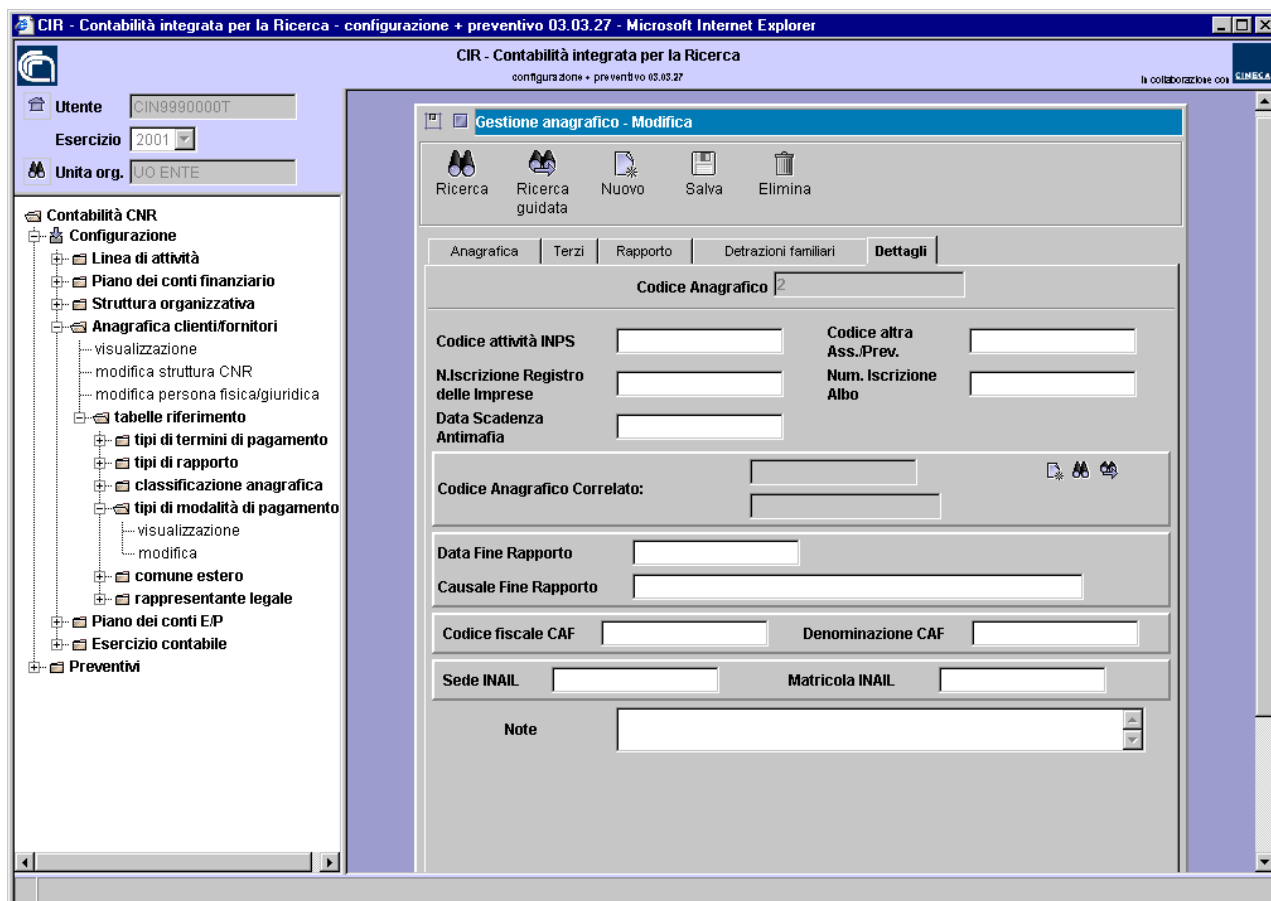 CIR - Contabilità integrata per la Ricerca - configurazione + preventivo 03.03.27 - Microsoft Internet Explorer
CIR - Contabilità integrata per la Ricerca
configurazione + preventivo 03.03.27
In collaborazione con CINECA
Utente CIN9990000T
Esercizio 2001
Unita org. UO ENTE
Contabilità CNR
Configurazione
Linea di attività
Piano dei conti finanziario
Struttura organizzativa
Anagrafica clienti/fornitori
visualizzazione
modifica struttura CNR
modifica persona fisica/giuridica
tabelle riferimento
tipi di termini di pagamento
tipi di rapporto
classificazione anagrafica
tipi di modalità di pagamento
visualizzazione
modifica
comune estero
rappresentante legale
Piano dei conti E/P
Esercizio contabile
Preventivi
Gestione anagrafico - Modifica
Ricerca
Ricerca guidata
Nuovo
Salva
Elimina
Anagrafica Terzi Rapporto Detrazioni familiari Dettagli
Codice Anagrafico 2
Codice attività INPS
Codice altra
Ass./Prev.
N.Iscrizione Registro
delle Imprese
Num. Iscrizione
Albo
Data Scadenza
Antimafia
Codice Anagrafico Correlato:
Data Fine Rapporto
Causale Fine Rapporto
Codice fiscale CAF
Denominazione CAF
Sede INAIL
Matricola INAIL
Note